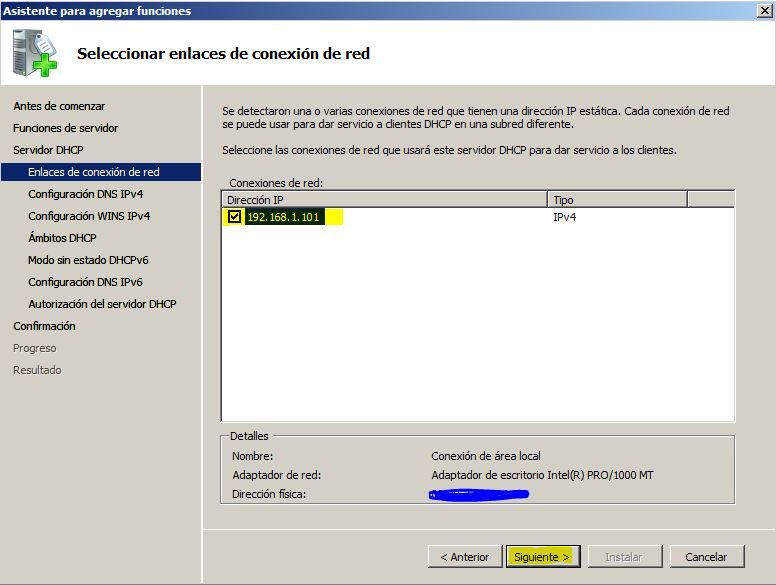 Asistente para agregar funciones
Seleccionar enlaces de conexión de red
Antes de comenzar
Funciones de servidor
Servidor DHCP
Enlaces de conexión de red
Configuración DNS IPv4
Configuración WINS IPv4
Ámbitos DHCP
Modo sin estado DHCPv6
Configuración DNS IPv6
Autorización del servidor DHCP
Confirmación
Progreso
Resultado
Se detectaron una o varias conexiones de red que tienen una dirección IP estática. Cada conexión de red
se puede usar para dar servicio a clientes DHCP en una subred diferente.
Seleccione las conexiones de red que usará este servidor DHCP para dar servicio a los clientes.
Conexiones de red:
Dirección IP Tipo
192.168.1.101 IPv4
Detalles
Nombre: Conexión de área local
Adaptador de red: Adaptador de escritorio Intel(R) PRO/1000 MT
Dirección física:
< Anterior Siguiente > Instalar Cancelar